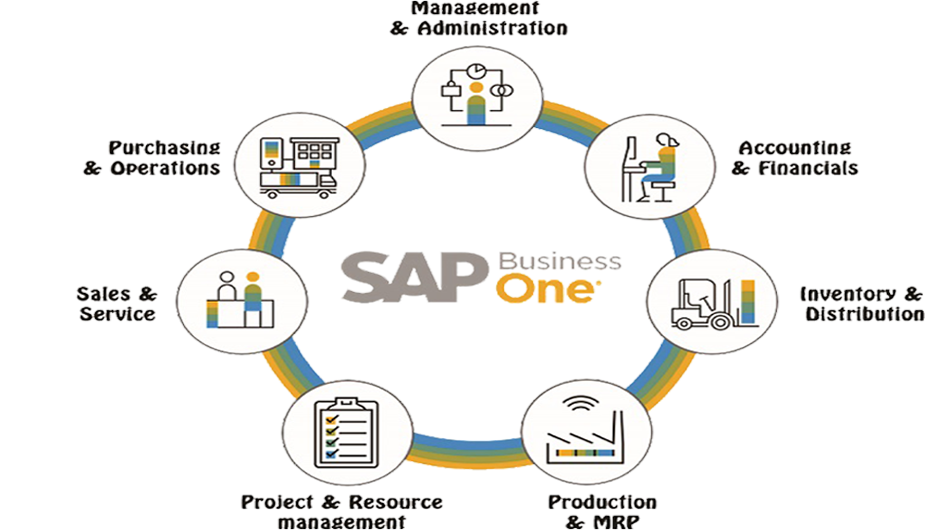 Management
& Administration
Purchasing
& Operations
Accounting
& Financials
SAP Business
One
Sales &
Service
Inventory &
Distribution
Project & Resource
management
Production
& MRP